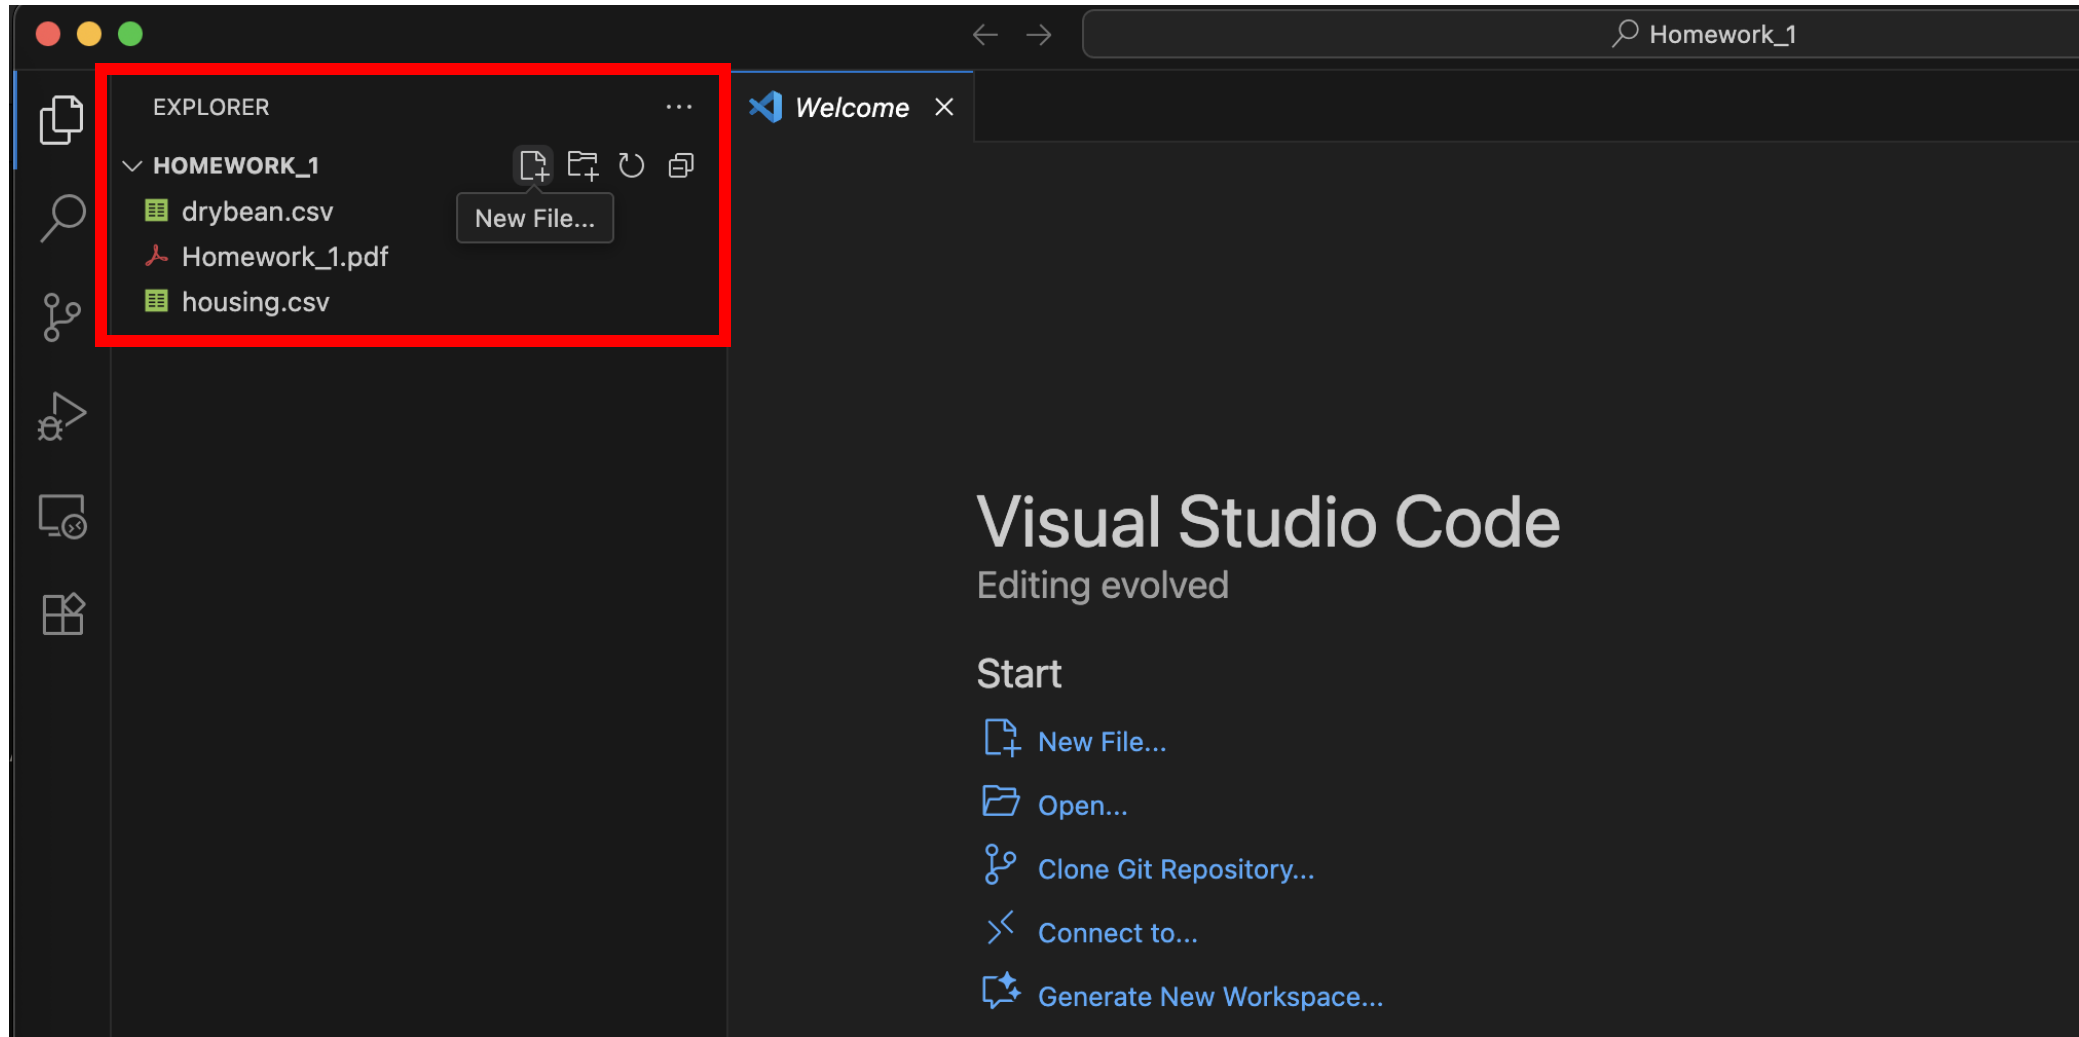 Homework_1
EXPLORER
Welcome
HOMEWORK_1
drybean.csv
New File...
Homework_1.pdf
housing.csv
Visual Studio Code
Editing evolved
Start
New File...
Open...
Clone Git Repository...
Connect to...
Generate New Workspace...